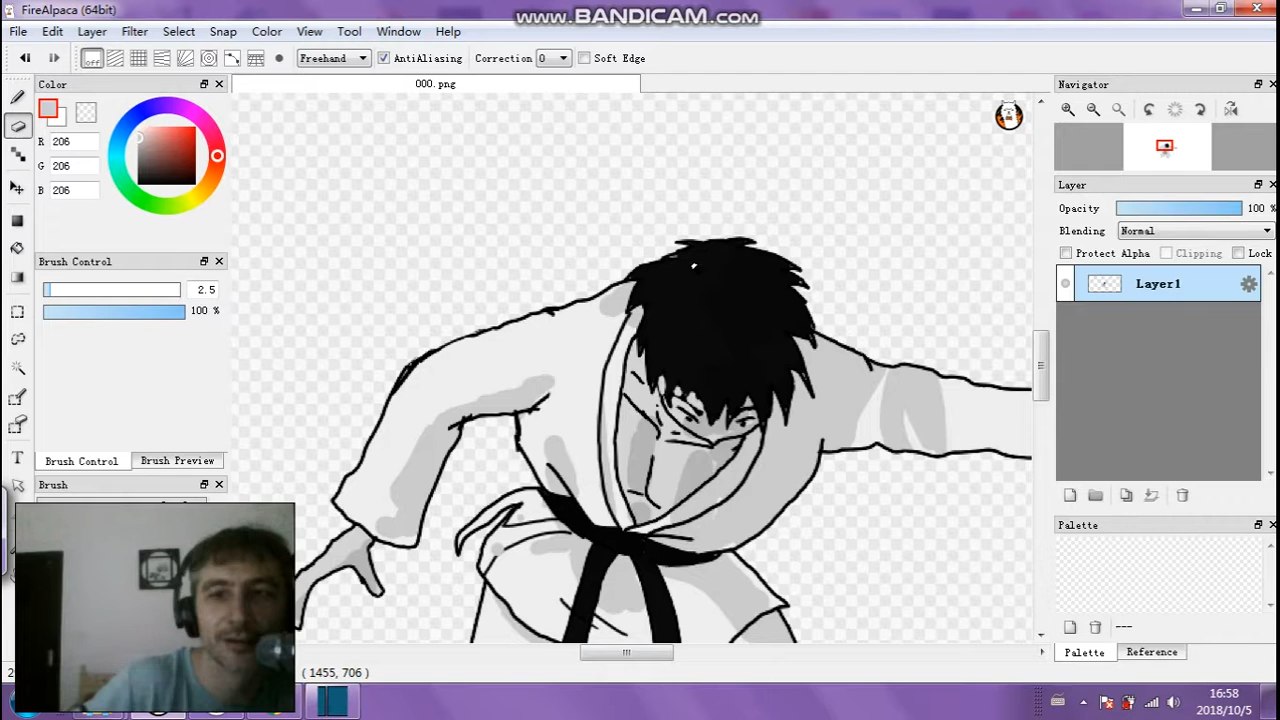 FireAlpaca (64bit)
www.BANDICAM.com
File Edit Layer Filter Select Snap Color View Tool Window Help
off Freehand AntiAliasing Correction 0 Soft Edge
Color
000.png
Navigator
R 206
G 206
B 206
Layer
Opacity 100 %
Blending Normal
Protect Alpha Clipping Lock
Brush Control
2.5
100 %
Layer1
Brush Control Brush Preview
Brush
Palette
---
Palette Reference
( 1455, 706 )
16:58
2018/10/5